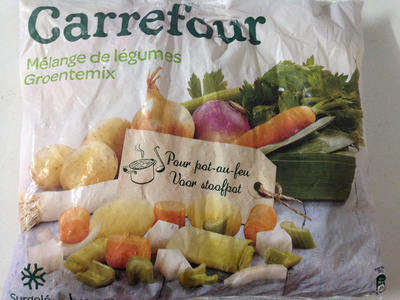 Carrefour
Mélange de légumes
Groentemix
Pour pot-au-feu
Voor stoofpot
Surgelé